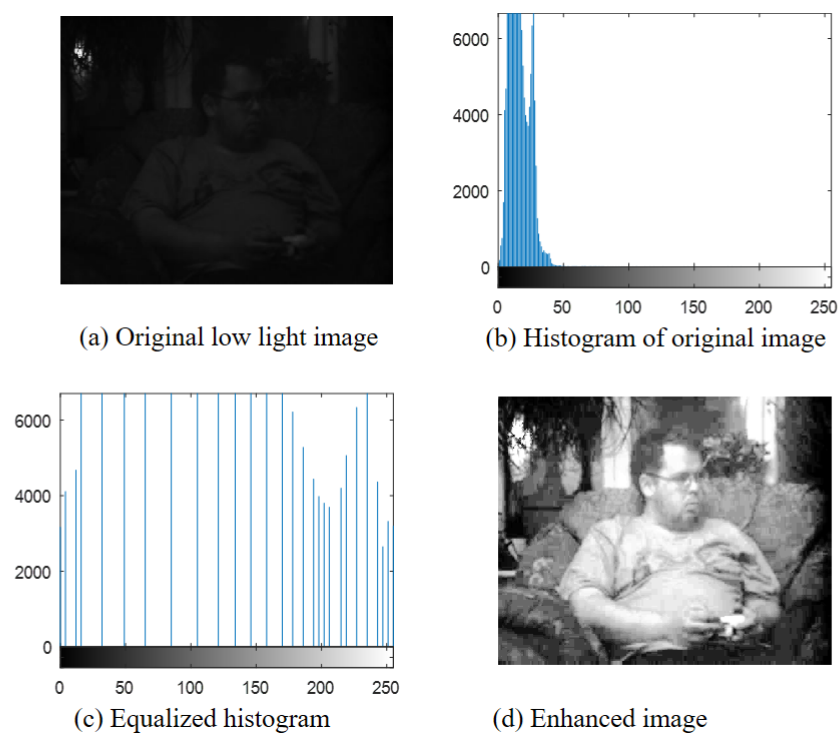 6000
4000
2000
0
0 50 100 150 200 250
(a) Original low light image
(b) Histogram of original image
6000
4000
2000
0
0 50 100 150 200 250
(c) Equalized histogram
(d) Enhanced image